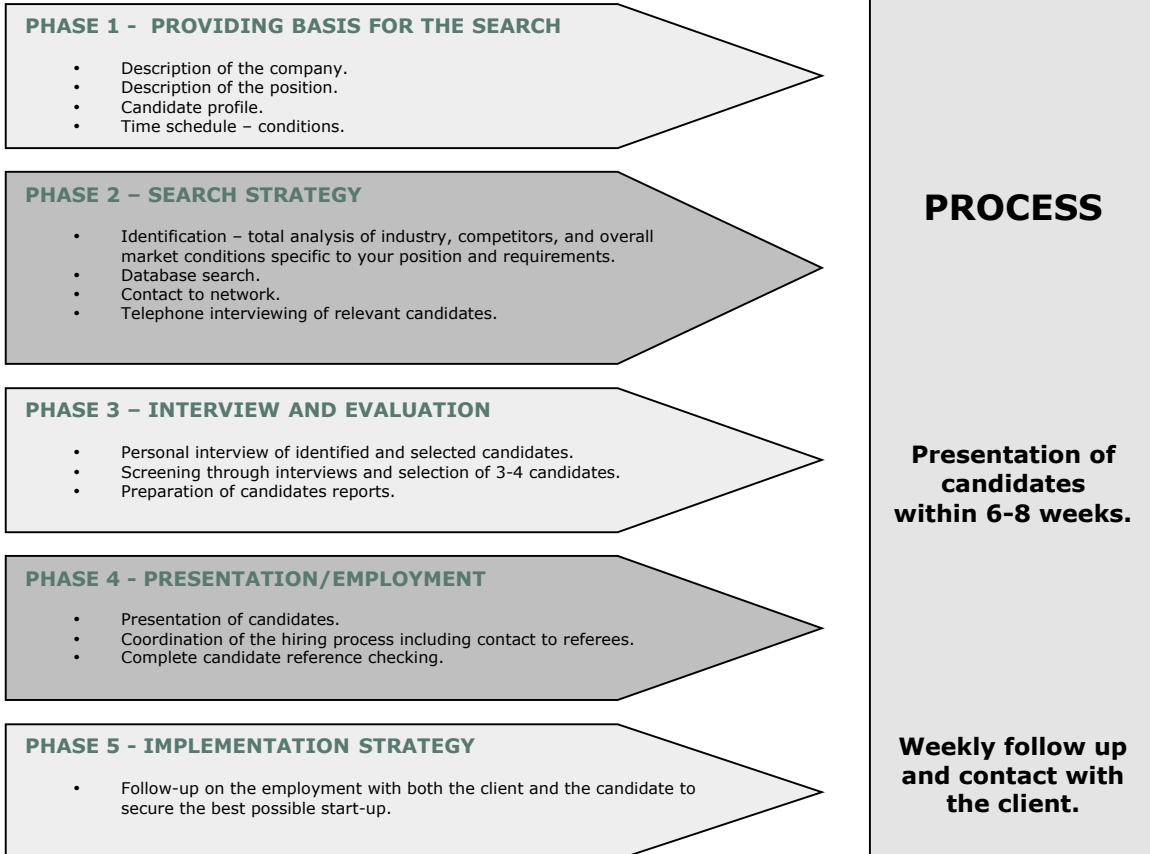 PHASE 1 - PROVIDING BASIS FOR THE SEARCH
• Description of the company.
• Description of the position.
• Candidate profile.
• Time schedule – conditions.
PHASE 2 – SEARCH STRATEGY
• Identification – total analysis of industry, competitors, and overall
market conditions specific to your position and requirements.
• Database search.
• Contact to network.
• Telephone interviewing of relevant candidates.
PHASE 3 – INTERVIEW AND EVALUATION
• Personal interview of identified and selected candidates.
• Screening through interviews and selection of 3-4 candidates.
• Preparation of candidates reports.
PHASE 4 - PRESENTATION/EMPLOYMENT
• Presentation of candidates.
• Coordination of the hiring process including contact to referees.
• Complete candidate reference checking.
PHASE 5 - IMPLEMENTATION STRATEGY
• Follow-up on the employment with both the client and the candidate to
secure the best possible start-up.
PROCESS
Presentation of
candidates
within 6-8 weeks.
Weekly follow up
and contact with
the client.